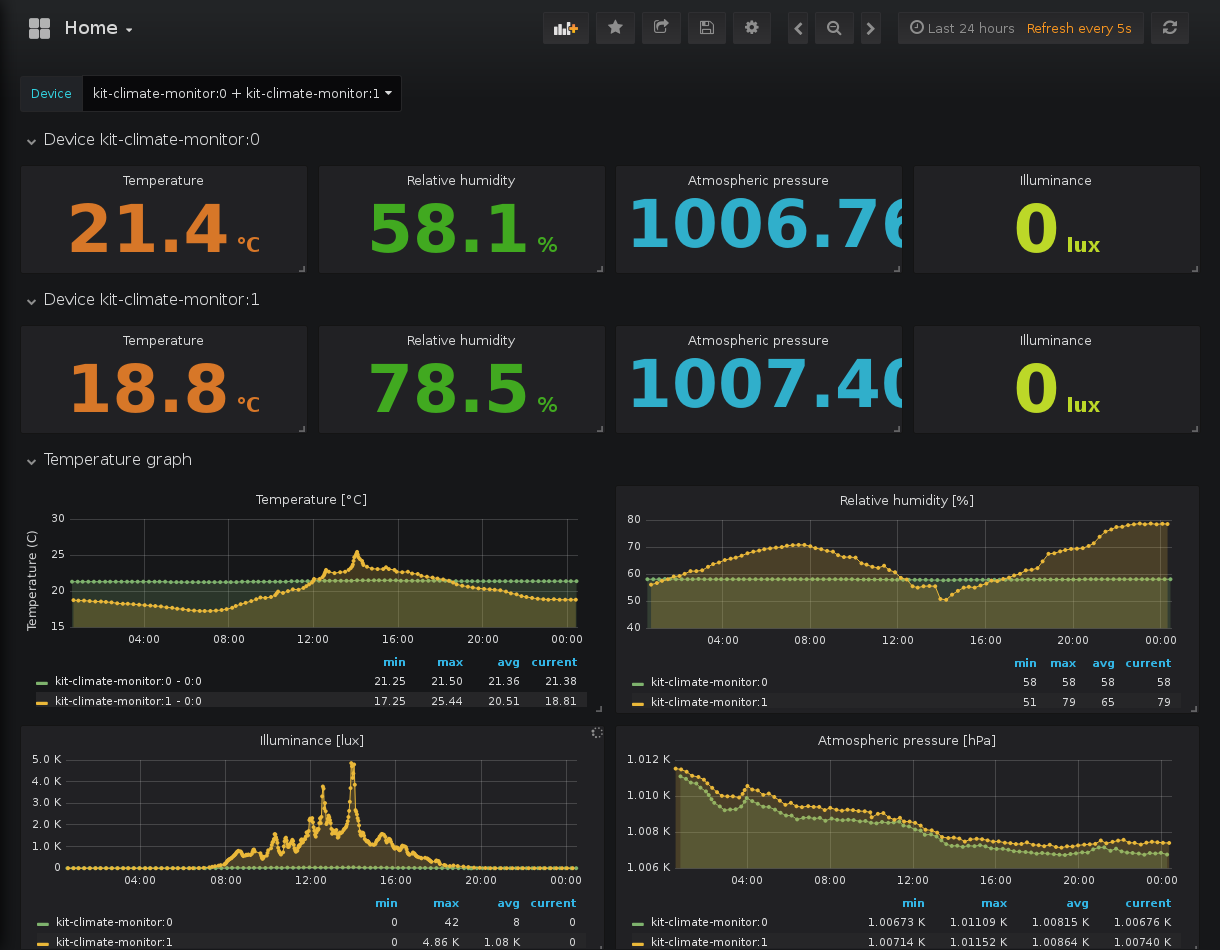 Home
Last 24 hours Refresh every 5s
Device kit-climate-monitor:0 + kit-climate-monitor:1
Device kit-climate-monitor:0
Temperature Relative humidity Atmospheric pressure Illuminance
21.4 °C 58.1 % 1006.76 0 lux
Device kit-climate-monitor:1
Temperature Relative humidity Atmospheric pressure Illuminance
18.8 °C 78.5 % 1007.40 0 lux
Temperature graph
Temperature [°C]
Temperature (C)
30
25
20
15
04:00 08:00 12:00 16:00 20:00 00:00
min max avg current
kit-climate-monitor:0 - 0:0 21.25 21.50 21.36 21.38
kit-climate-monitor:1 - 0:0 17.25 25.44 20.51 18.81
Relative humidity [%]
80
70
60
50
40
04:00 08:00 12:00 16:00 20:00 00:00
min max avg current
kit-climate-monitor:0 58 58 58 58
kit-climate-monitor:1 51 79 65 79
Illuminance [lux]
5.0 K
4.0 K
3.0 K
2.0 K
1.0 K
0
04:00 08:00 12:00 16:00 20:00 00:00
min max avg current
kit-climate-monitor:0 0 42 8 0
kit-climate-monitor:1 0 4.86 K 1.08 K 0
Atmospheric pressure [hPa]
1.012 K
1.010 K
1.008 K
1.006 K
04:00 08:00 12:00 16:00 20:00 00:00
min max avg current
kit-climate-monitor:0 1.00673 K 1.01109 K 1.00815 K 1.00676 K
kit-climate-monitor:1 1.00714 K 1.01152 K 1.00864 K 1.00740 K